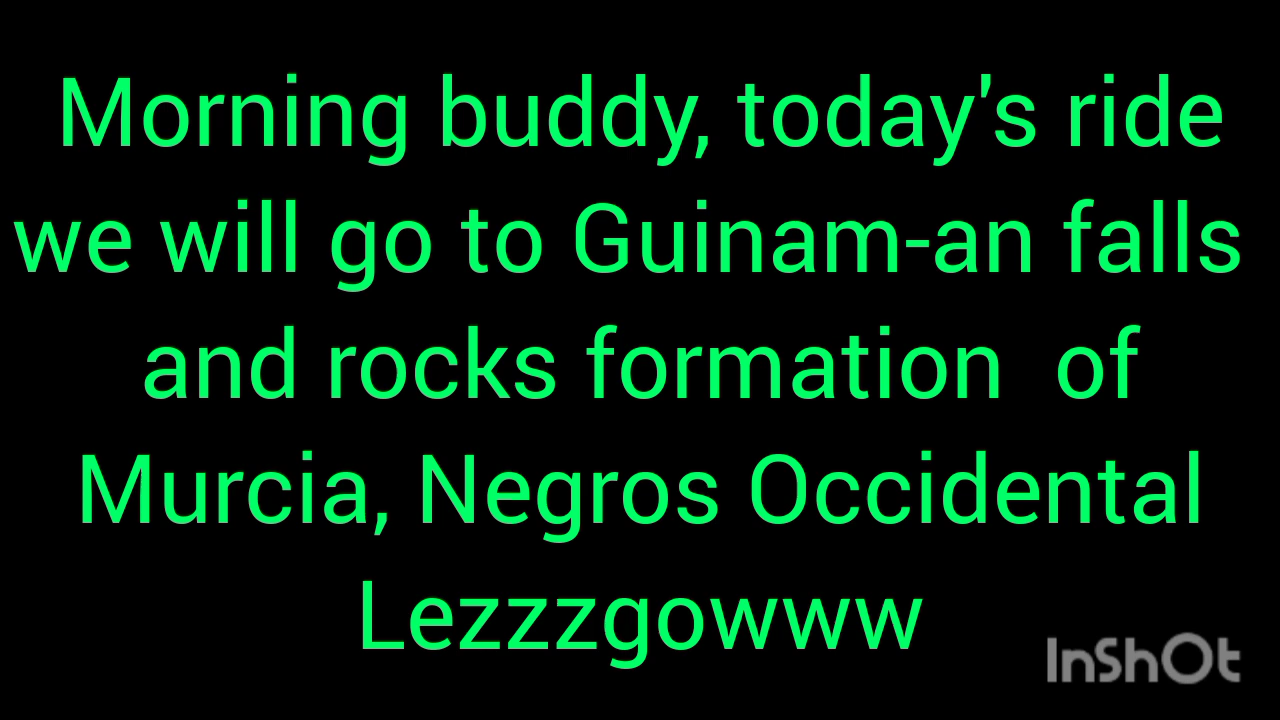 Morning buddy, today's ride
we will go to Guinam-an falls
and rocks formation  of
Murcia, Negros Occidental
Lezzzgowww
InShOt